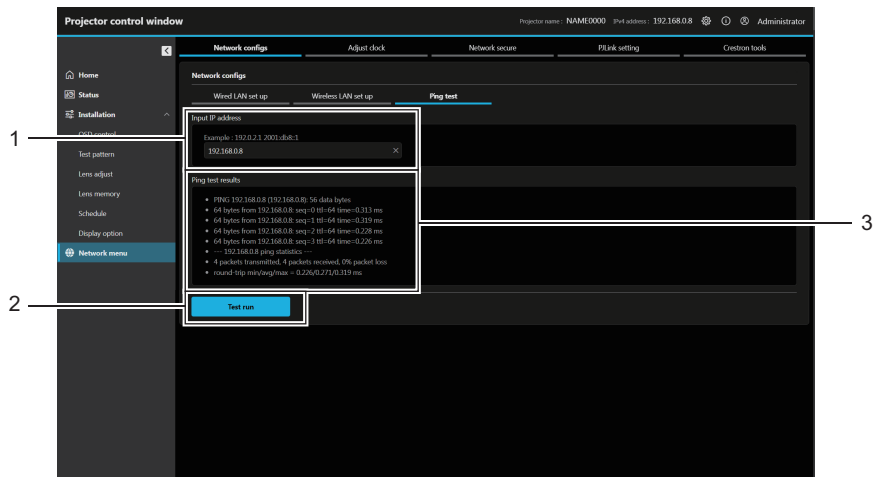 Projector control window
Projector name : NAME0000 IPv4 address : 192.168.0.8 Administrator
Network configs Adjust clock Network secure PJLink setting Crestron tools
Home
Status
Installation
OSD control
Test pattern
Lens adjust
Lens memory
Schedule
Display option
Network menu
Network configs
Wired LAN set up Wireless LAN set up Ping test
1
Input IP address
Example : 192.0.2.1 2001:db8::1
192.168.0.8
Ping test results
• PING 192.168.0.8 (192.168.0.8): 56 data bytes
• 64 bytes from 192.168.0.8: seq=0 ttl=64 time=0.313 ms
• 64 bytes from 192.168.0.8: seq=1 ttl=64 time=0.319 ms
• 64 bytes from 192.168.0.8: seq=2 ttl=64 time=0.228 ms
• 64 bytes from 192.168.0.8: seq=3 ttl=64 time=0.226 ms
• --- 192.168.0.8 ping statistics ---
• 4 packets transmitted, 4 packets received, 0% packet loss
• round-trip min/avg/max = 0.226/0.271/0.319 ms
3
2
Test run